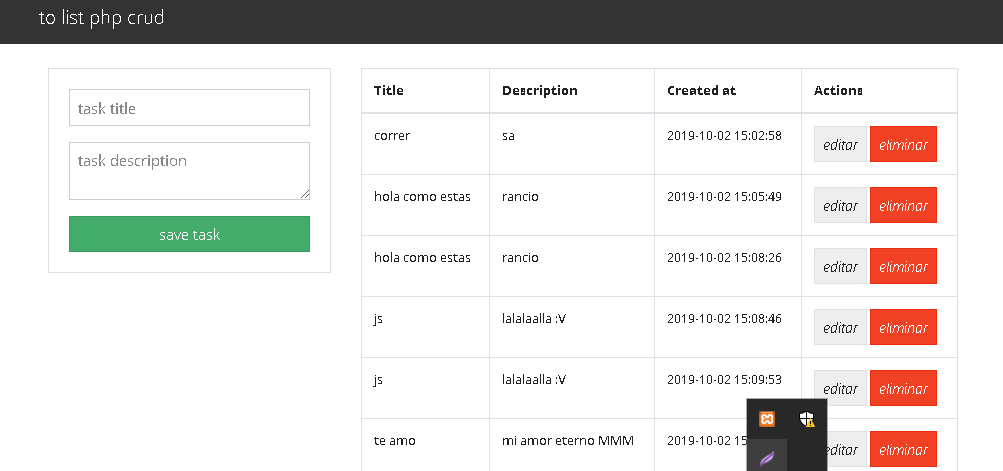 to list php crud
task title
task description
save task
Title Description Created at Actions
correr sa 2019-10-02 15:02:58 editar eliminar
hola como estas rancio 2019-10-02 15:05:49 editar eliminar
hola como estas rancio 2019-10-02 15:08:26 editar eliminar
js lalalaalla :V 2019-10-02 15:08:46 editar eliminar
js lalalaalla :V 2019-10-02 15:09:53 editar eliminar
te amo mi amor eterno MMM 2019-10-02 eliminar